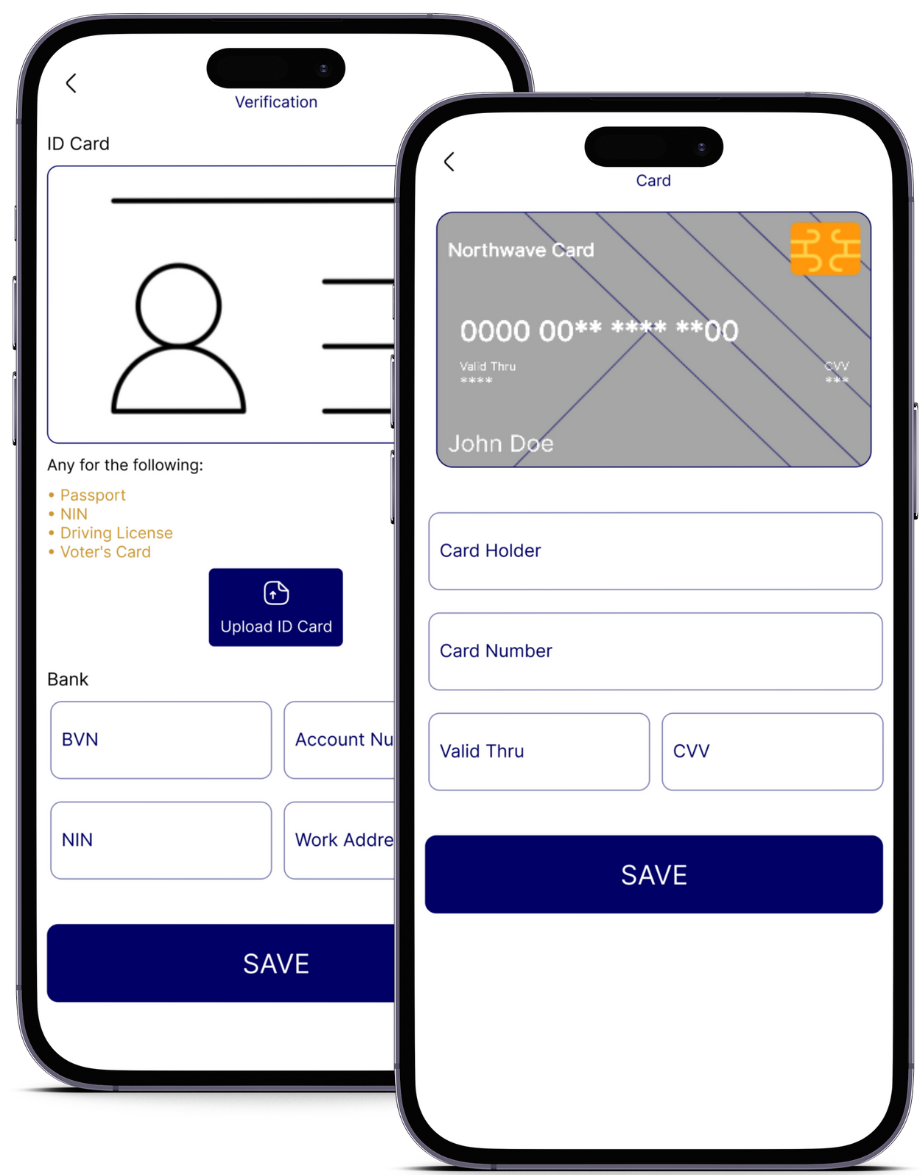 Verification
ID Card
Any for the following:
• Passport
• NIN
• Driving License
• Voter's Card
Upload ID Card
Bank
BVN
Account Nu
NIN
Work Addre
SAVE
Card
Northwave Card
0000 00** **** **00
Valid Thru
CVV
****
***
John Doe
Card Holder
Card Number
Valid Thru
CVV
SAVE